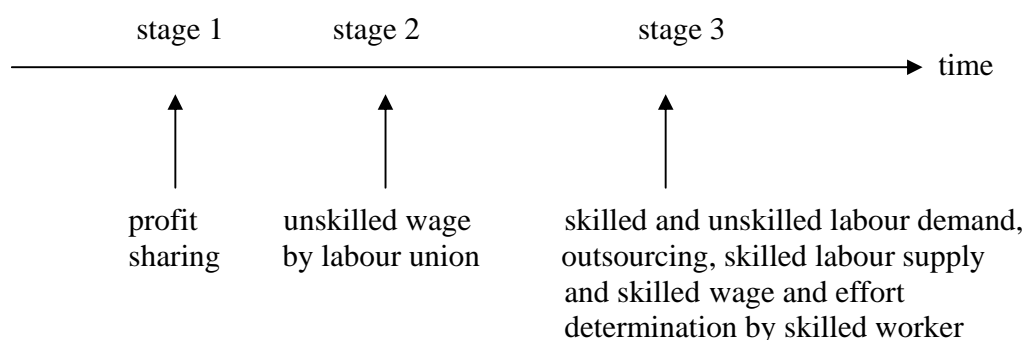 stage 1 stage 2 stage 3
time
profit unskilled wage skilled and unskilled labour demand,
sharing by labour union outsourcing, skilled labour supply
and skilled wage and effort
determination by skilled worker